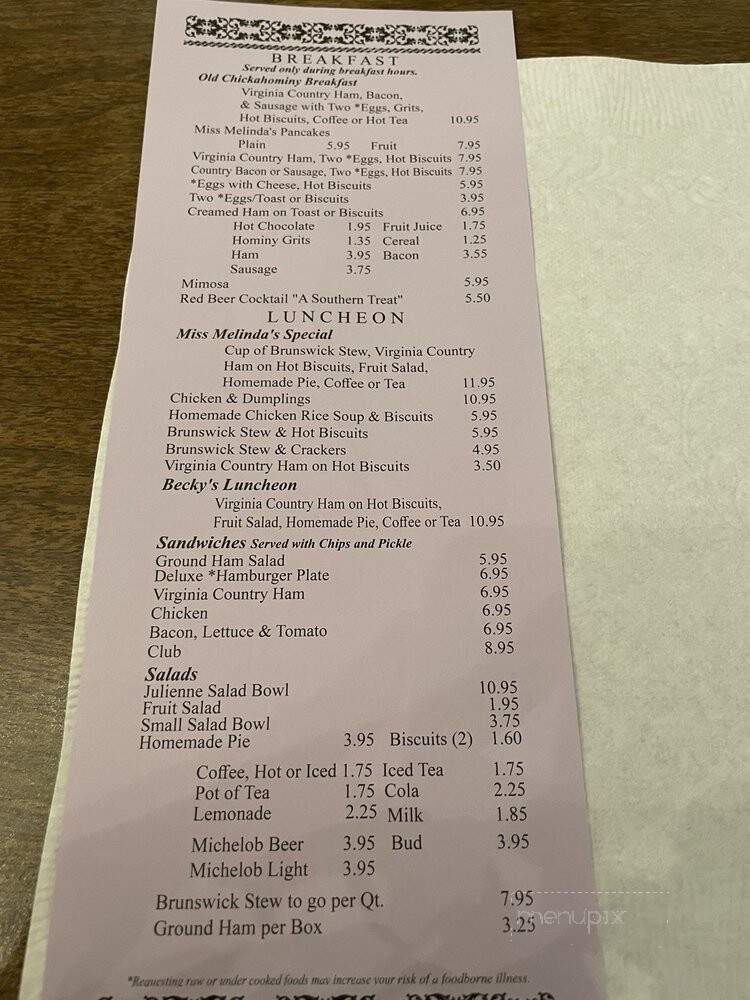 BREAKFAST
Served only during breakfast hours.
Old Chickahominy Breakfast
Virginia Country Ham, Bacon,
& Sausage with Two *Eggs, Grits,
Hot Biscuits, Coffee or Hot Tea 10.95
Miss Melinda's Pancakes
Plain 5.95 Fruit 7.95
Virginia Country Ham, Two *Eggs, Hot Biscuits 7.95
Country Bacon or Sausage, Two *Eggs, Hot Biscuits 7.95
*Eggs with Cheese, Hot Biscuits 5.95
Two *Eggs/Toast or Biscuits 3.95
Creamed Ham on Toast or Biscuits 6.95
Hot Chocolate 1.95 Fruit Juice 1.75
Hominy Grits 1.35 Cereal 1.25
Ham 3.95 Bacon 3.55
Sausage 3.75
Mimosa 5.95
Red Beer Cocktail "A Southern Treat" 5.50
LUNCHEON
Miss Melinda's Special
Cup of Brunswick Stew, Virginia Country
Ham on Hot Biscuits, Fruit Salad,
Homemade Pie, Coffee or Tea 11.95
Chicken & Dumplings 10.95
Homemade Chicken Rice Soup & Biscuits 5.95
Brunswick Stew & Hot Biscuits 5.95
Brunswick Stew & Crackers 4.95
Virginia Country Ham on Hot Biscuits 3.50
Becky's Luncheon
Virginia Country Ham on Hot Biscuits,
Fruit Salad, Homemade Pie, Coffee or Tea 10.95
Sandwiches Served with Chips and Pickle
Ground Ham Salad 5.95
Deluxe *Hamburger Plate 6.95
Virginia Country Ham 6.95
Chicken 6.95
Bacon, Lettuce & Tomato 6.95
Club 8.95
Salads
Julienne Salad Bowl 10.95
Fruit Salad 1.95
Small Salad Bowl 3.75
Homemade Pie 3.95 Biscuits (2) 1.60
Coffee, Hot or Iced 1.75 Iced Tea 1.75
Pot of Tea 1.75 Cola 2.25
Lemonade 2.25 Milk 1.85
Michelob Beer 3.95 Bud 3.95
Michelob Light 3.95
Brunswick Stew to go per Qt. 7.95
Ground Ham per Box 3.25
menupix
*Requesting raw or under cooked foods may increase your risk of a foodborne illness.